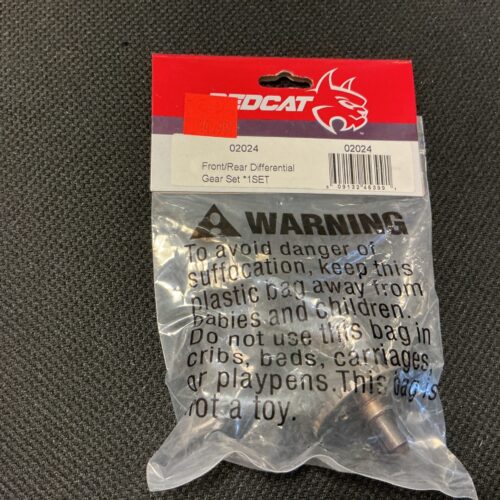 REDCAT
02024
02024
Front/Rear Differential
Gear Set *1SET
WARNING
To avoid danger of
suffocation, keep this
plastic bag away from
babies and children.
Do not use this bag in
cribs, beds, carriages,
or playpens.This bag is
not a toy.